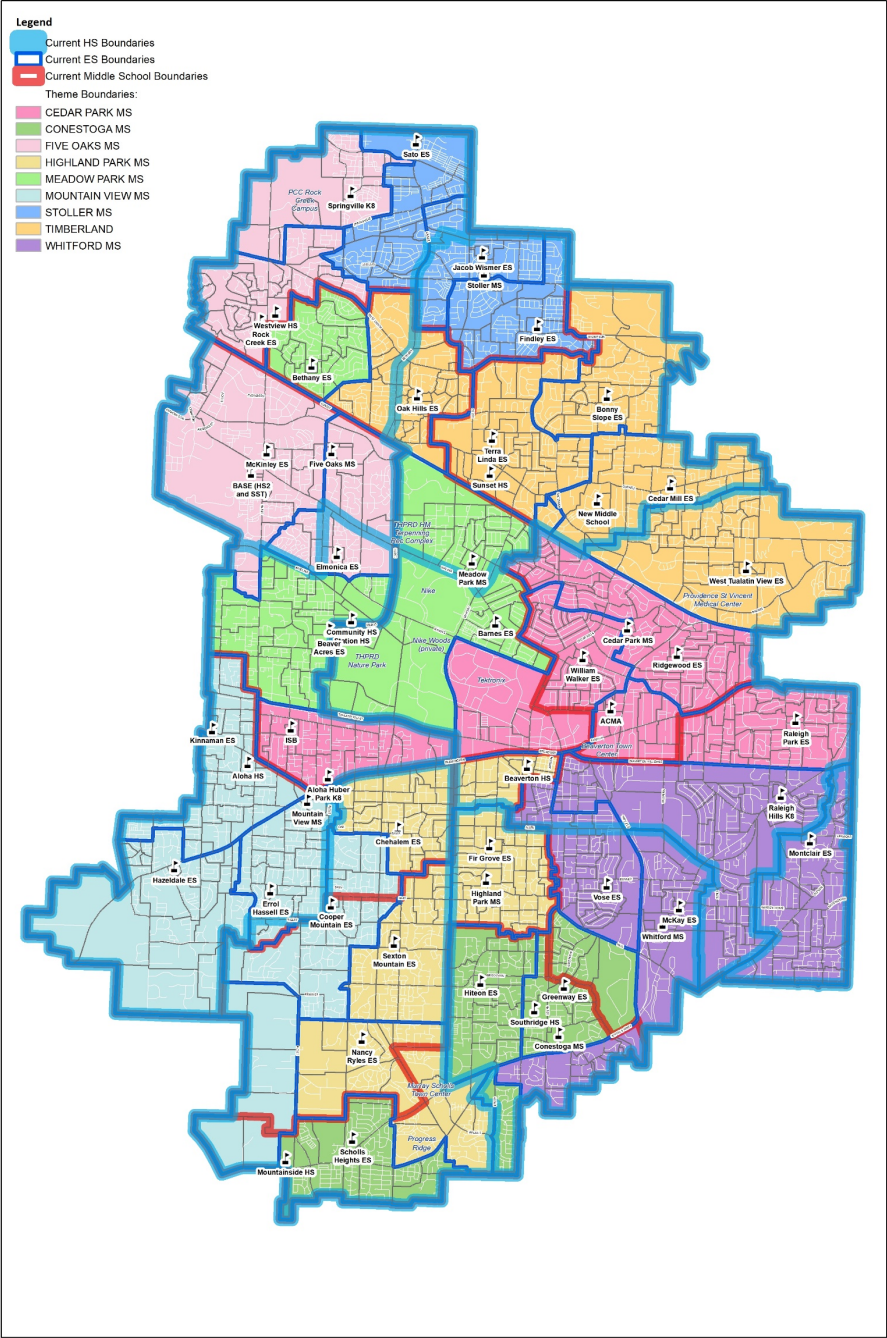 Legend
Current HS Boundaries
Current ES Boundaries
Current Middle School Boundaries
Theme Boundaries:
CEDAR PARK MS
CONESTOGA MS
FIVE OAKS MS
HIGHLAND PARK MS
MEADOW PARK MS
MOUNTAIN VIEW MS
STOLLER MS
TIMBERLAND
WHITFORD MS
Sato ES
PCC Rock
Creek
Campus
Springville K8
Jacob Wismer ES
Stoller MS
Westview HS
Rock
Creek ES
Findley ES
Bethany ES
Oak Hills ES
Bonny
Slope ES
Terra
Linda ES
McKinley ES
Five Oaks MS
Sunset HS
BASE (HS2
and SST)
Cedar Mill ES
New Middle
School
THPRD HM
Terpenning
Rec Complex
Elmonica ES
Meadow
Park MS
West Tualatin View ES
Nike
Providence St Vincent
Medical Center
Barnes ES
Community HS
Beaver
Acres ES
Nike Woods
(private)
Cedar Park MS
THPRD
Nature Park
William
Walker ES
Ridgewood ES
Tektronix
ACMA
Kinnaman ES
ISB
Raleigh
Park ES
Beaverton Town
Center
Aloha HS
Beaverton HS
Aloha Huber
Park K8
Mountain
View MS
Raleigh
Hills K8
Chehalem ES
Montclair ES
Fir Grove ES
Hazeldale ES
Highland
Park MS
Errol
Hassell ES
Vose ES
Cooper
Mountain ES
McKay ES
Whitford MS
Sexton
Mountain ES
Hiteon ES
Greenway ES
Southridge HS
Conestoga MS
Nancy
Ryles ES
Murray Scholls
Town Center
Progress
Ridge
Scholls
Heights ES
Mountainside HS